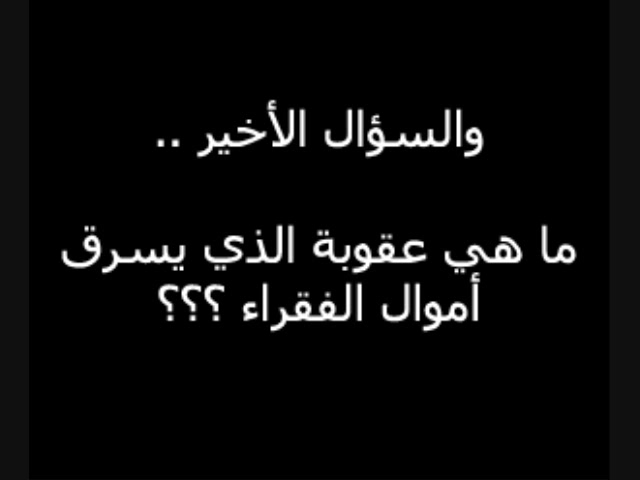 والسؤال الأخير ..
ما هي عقوبة الذي يسرق
أموال الفقراء ؟؟؟